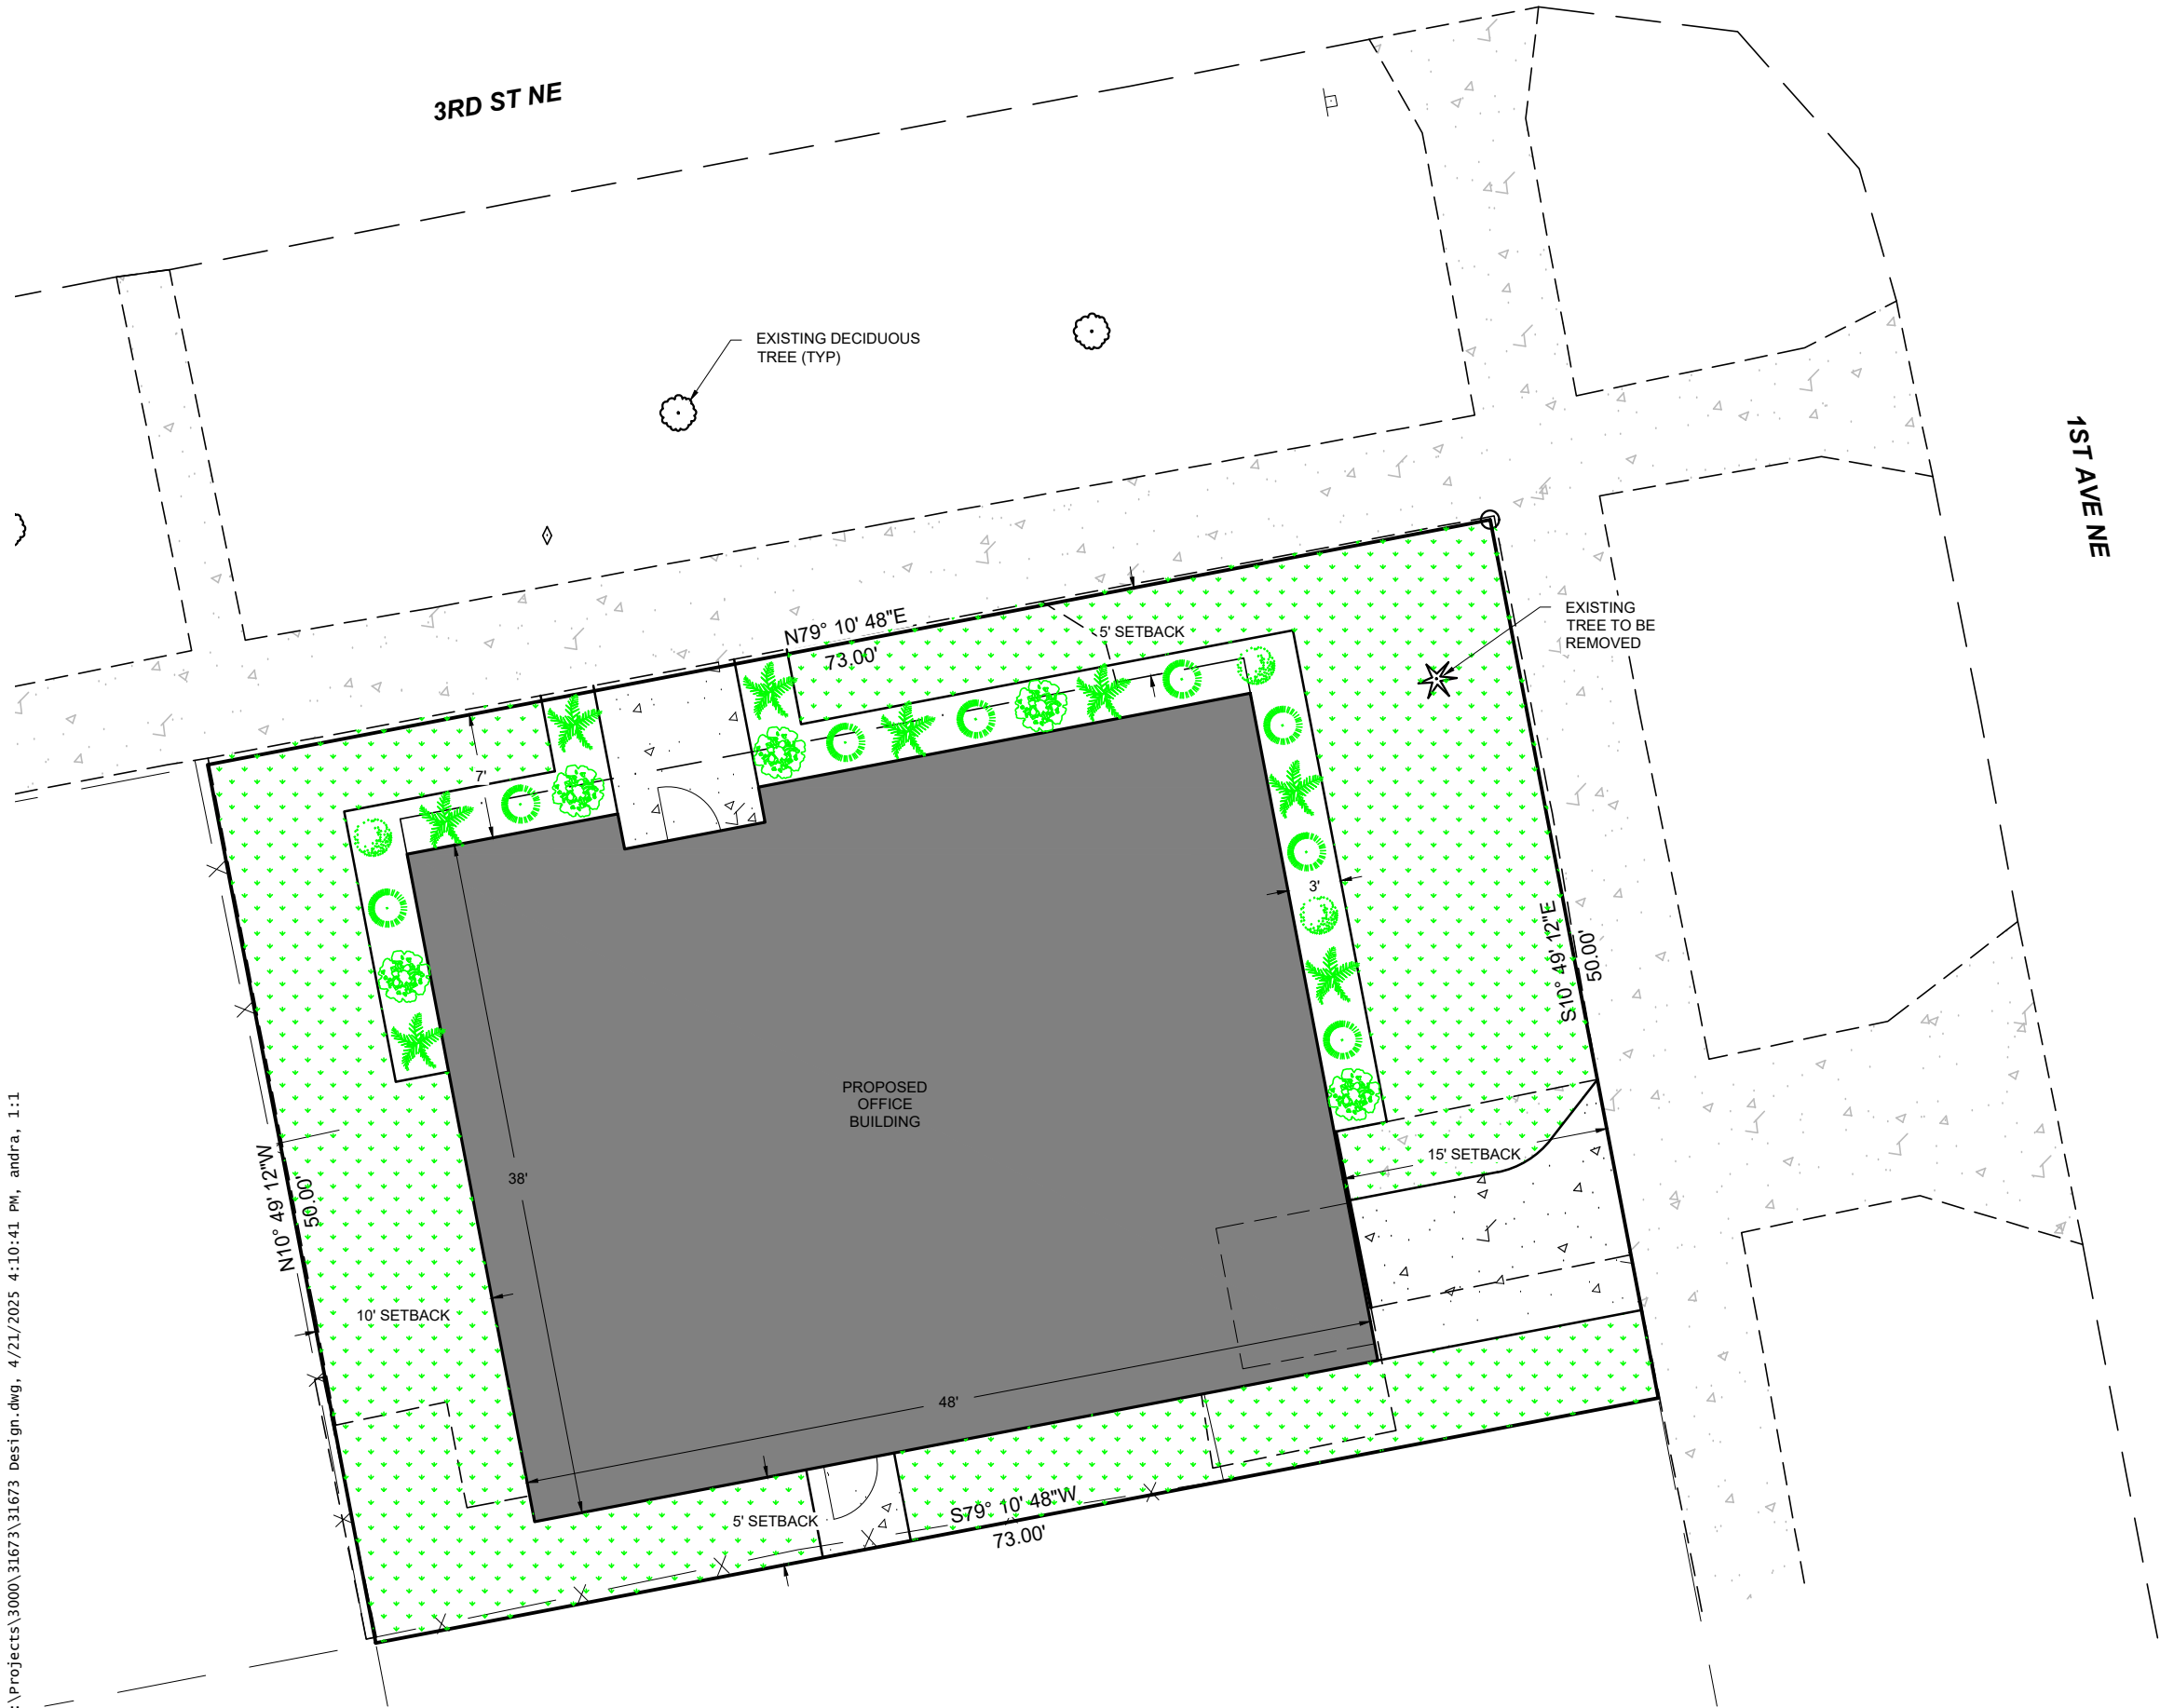 3RD ST NE
EXISTING DECIDUOUS
TREE (TYP)
1ST AVE NE
N79° 10' 48"E
73.00'
5' SETBACK
EXISTING
TREE TO BE
REMOVED
7'
3'
S10° 49' 12"E
50.00'
PROPOSED
OFFICE
BUILDING
15' SETBACK
38'
N10° 49' 12"W
50.00'
10' SETBACK
48'
5' SETBACK
S79° 10' 48"W
73.00'
:\Projects\3000\31673\31673 Design.dwg, 4/21/2025 4:10:41 PM, andra, 1:1